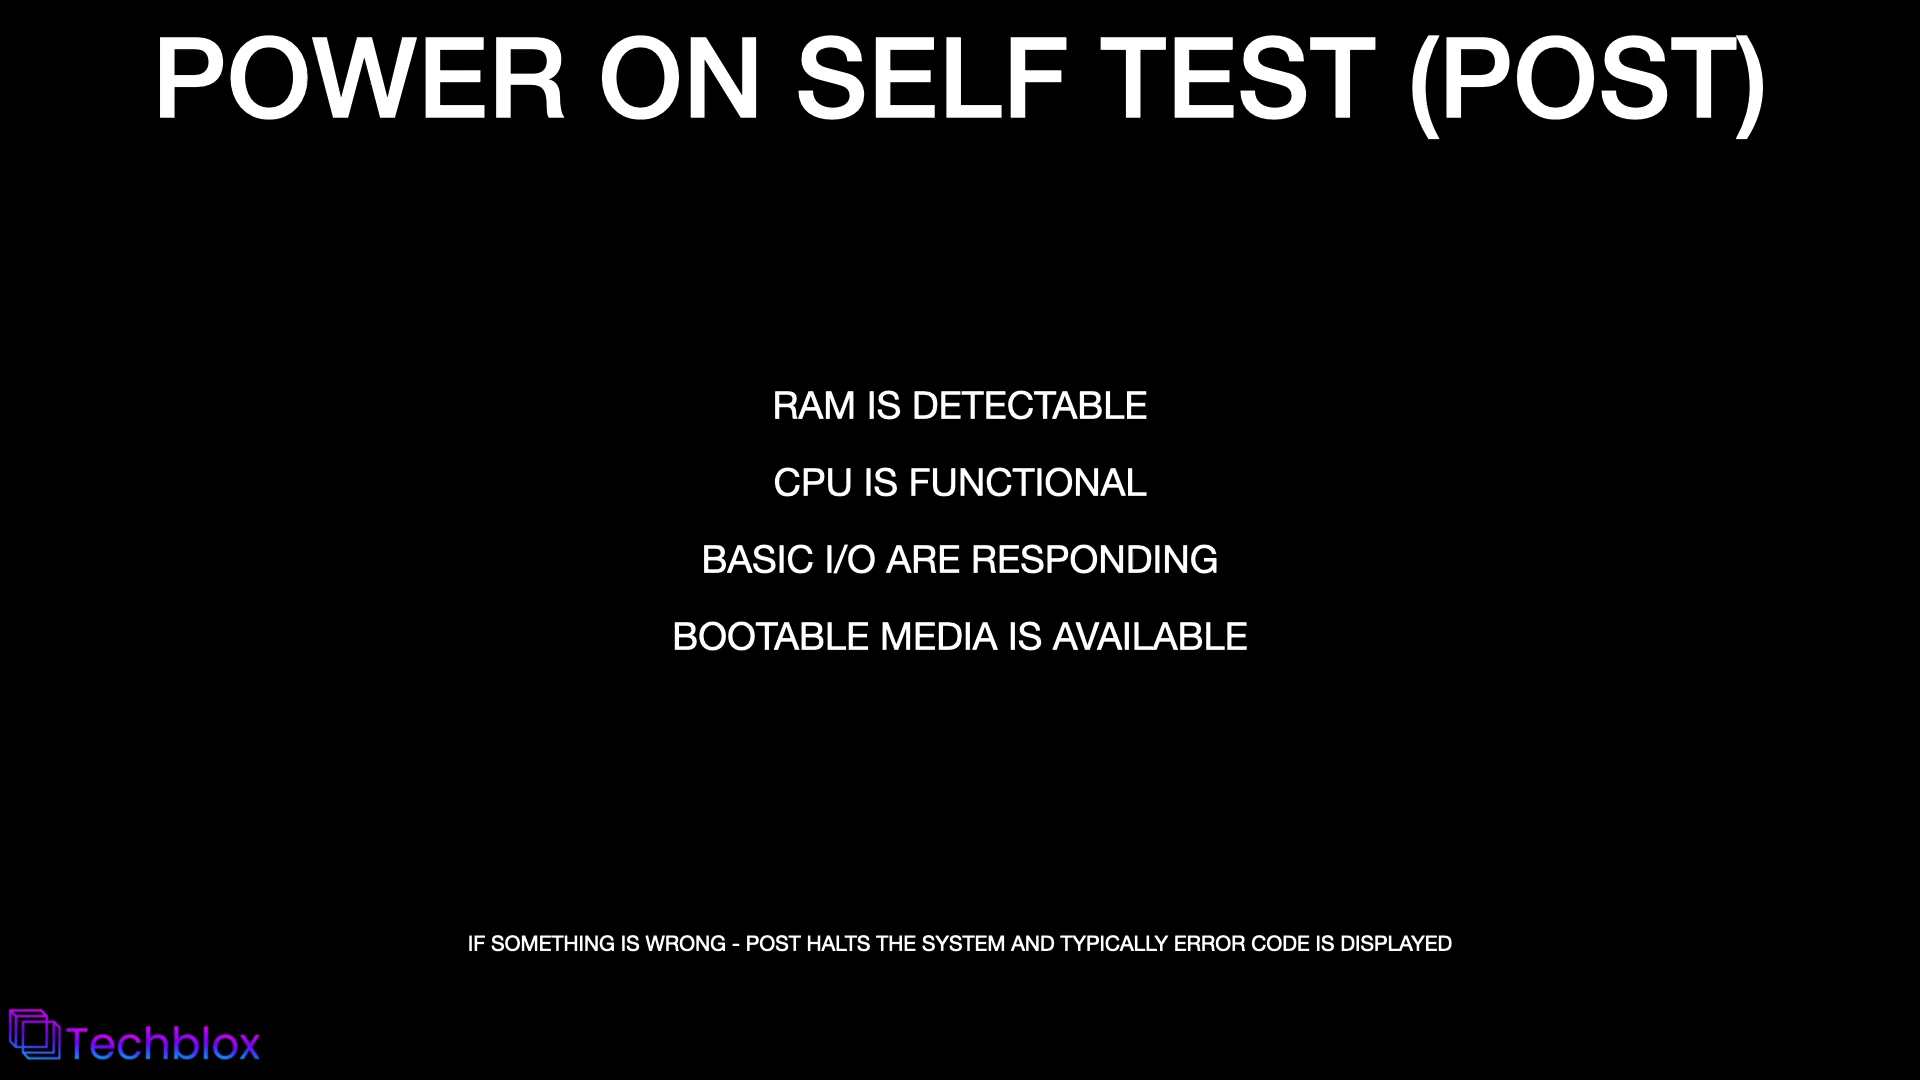 POWER ON SELF TEST (POST)
RAM IS DETECTABLE
CPU IS FUNCTIONAL
BASIC I/O ARE RESPONDING
BOOTABLE MEDIA IS AVAILABLE
IF SOMETHING IS WRONG - POST HALTS THE SYSTEM AND TYPICALLY ERROR CODE IS DISPLAYED
Techblox